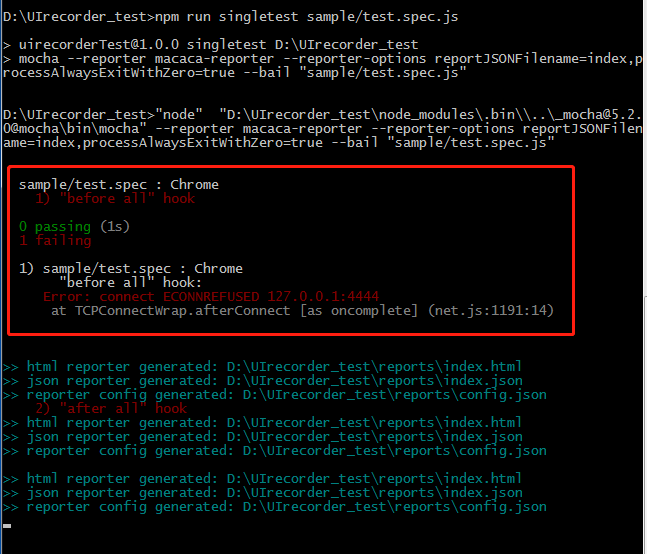 D:\UIrecorder_test>npm run singletest sample/test.spec.js
> uirecorderTest@1.0.0 singletest D:\UIrecorder_test
> mocha --reporter macaca-reporter --reporter-options reportJSONFilename=index,p
rocessAlwaysExitWithZero=true --bail "sample/test.spec.js"
D:\UIrecorder_test>"node"  "D:\UIrecorder_test\node_modules\.bin\\..\_mocha@5.2.
0@mocha\bin\mocha" --reporter macaca-reporter --reporter-options reportJSONFilen
ame=index,processAlwaysExitWithZero=true --bail "sample/test.spec.js"
sample/test.spec : Chrome
1) "before all" hook
0 passing (1s)
1 failing
1) sample/test.spec : Chrome
"before all" hook:
Error: connect ECONNREFUSED 127.0.0.1:4444
at TCPConnectWrap.afterConnect [as oncomplete] (net.js:1191:14)
>> html reporter generated: D:\UIrecorder_test\reports\index.html
>> json reporter generated: D:\UIrecorder_test\reports\index.json
>> reporter config generated: D:\UIrecorder_test\reports\config.json
2) "after all" hook
>> html reporter generated: D:\UIrecorder_test\reports\index.html
>> json reporter generated: D:\UIrecorder_test\reports\index.json
>> reporter config generated: D:\UIrecorder_test\reports\config.json
>> html reporter generated: D:\UIrecorder_test\reports\index.html
>> json reporter generated: D:\UIrecorder_test\reports\index.json
>> reporter config generated: D:\UIrecorder_test\reports\config.json